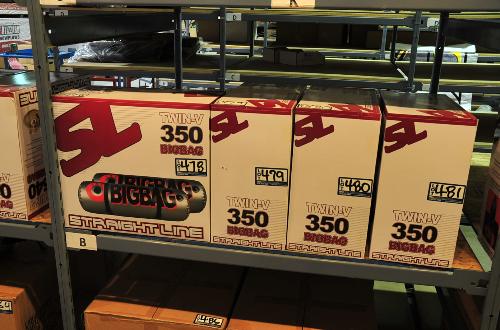 SL
TWIN-V
350
BIGBAG
478
BIGBAG
BIGBAG
STRAIGHTLINE
B
SL
479
TWIN-V
350
BIGBAG
STRAIGHTLINE
SL
480
TWIN-V
350
BIGBAG
STRAIGHTLINE
SL
481
TWIN-V
350
BIGBAG
STRAIGHTLINE